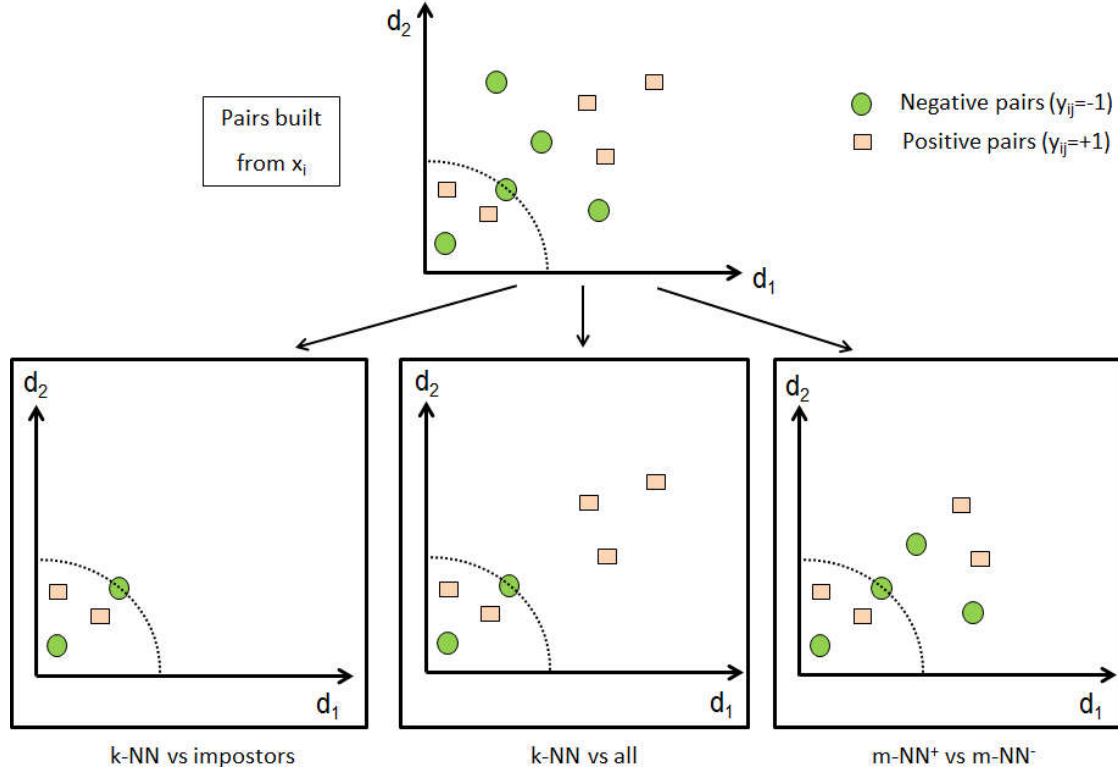 d₂
Pairs built
from xᵢ
Negative pairs (yᵢⱼ=-1)
Positive pairs (yᵢⱼ=+1)
d₁
d₂
d₁
d₂
d₁
d₂
d₁
k-NN vs impostors
k-NN vs all
m-NN⁺ vs m-NN⁻